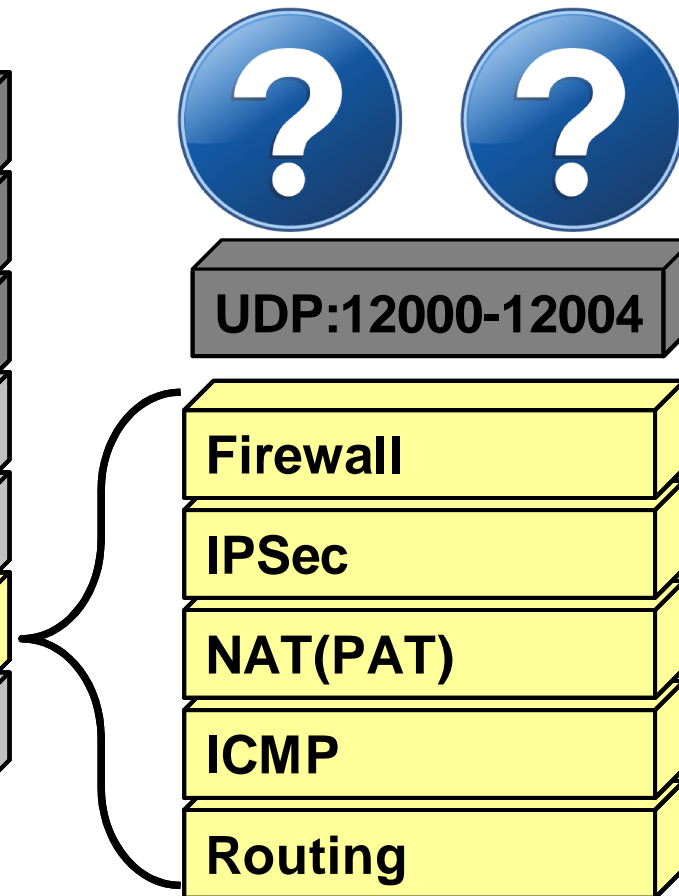 ? ?
UDP:12000-12004
Firewall
IPSec
NAT(PAT)
ICMP
Routing